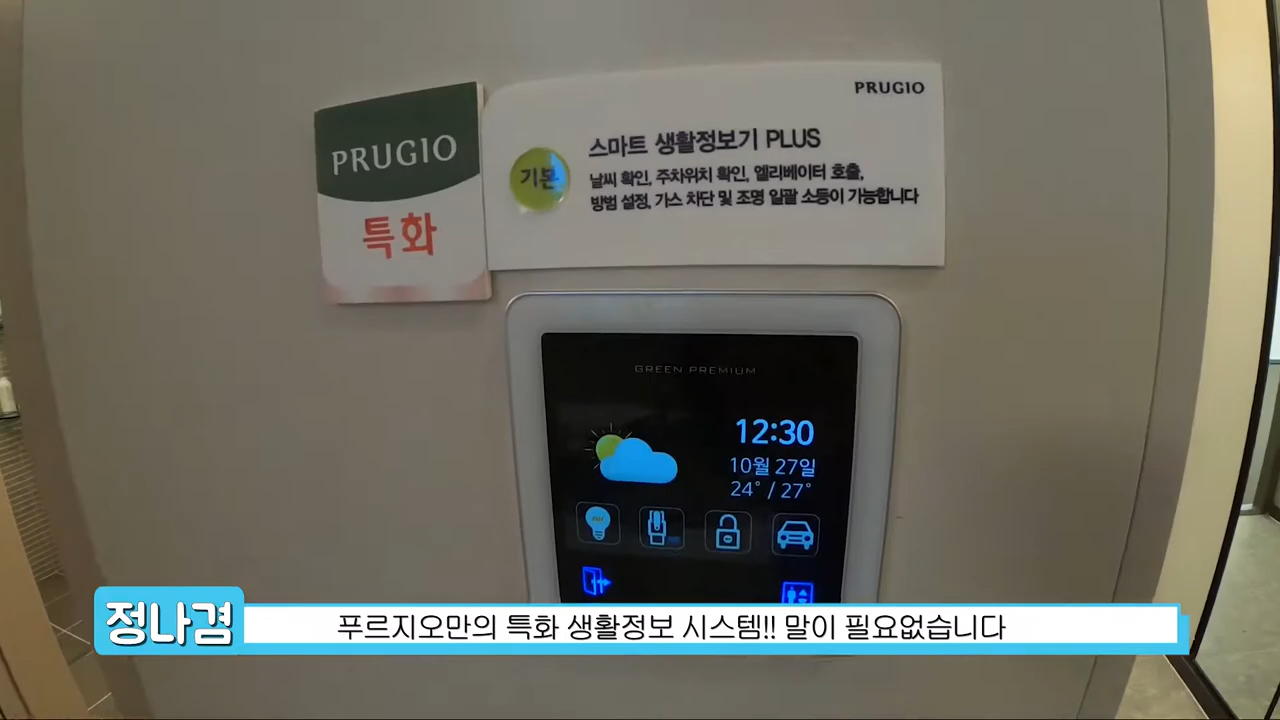 PRUGIO
특화
PRUGIO
기본
스마트 생활정보기 PLUS
날씨 확인, 주차위치 확인, 엘리베이터 호출,
방범 설정, 가스 차단 및 조명 일괄 소등이 가능합니다
GREEN PREMIUM
12:30
10월 27일
24° / 27°
정나겸
푸르지오만의 특화 생활정보 시스템!! 말이 필요없습니다